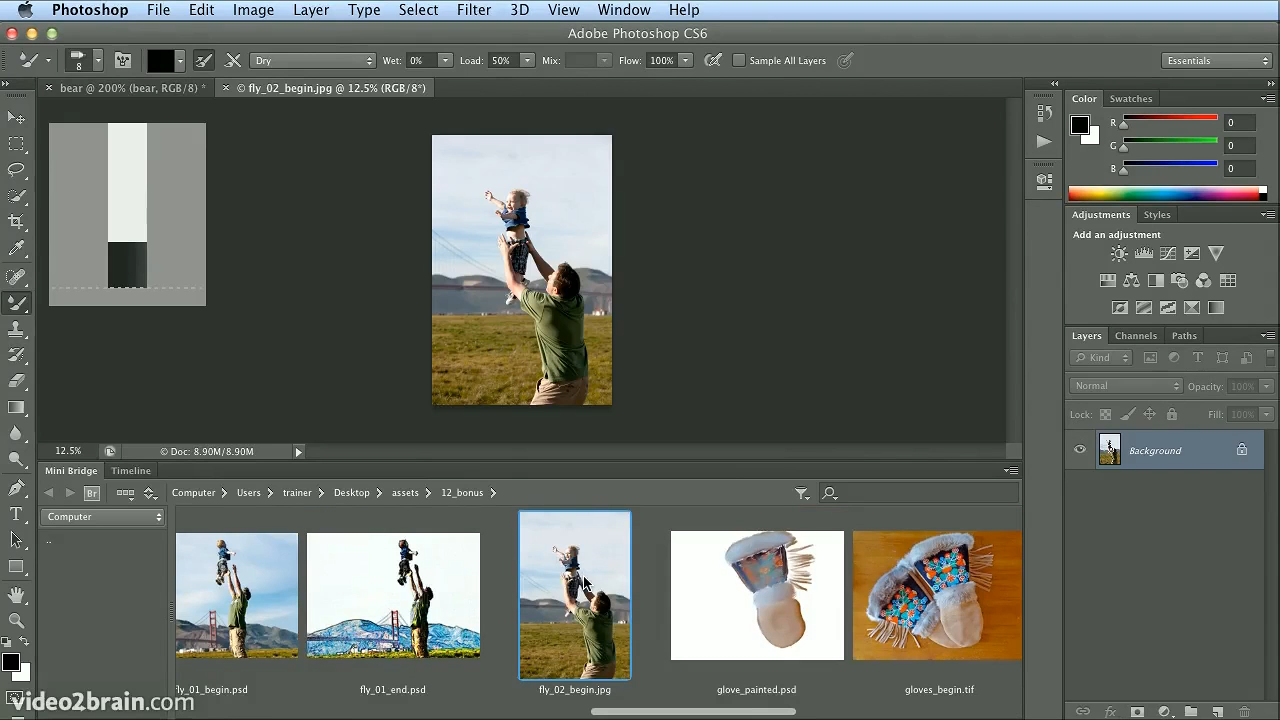 Photoshop File Edit Image Layer Type Select Filter 3D View Window Help
Adobe Photoshop CS6
8 Dry Wet: 0% Load: 50% Mix: Flow: 100% Sample All Layers Essentials
bear @ 200% (bear, RGB/8) * © fly_02_begin.jpg @ 12.5% (RGB/8*)
Color Swatches
R 0
G 0
B 0
Adjustments Styles
Add an adjustment
Layers Channels Paths
Kind
Normal Opacity: 100%
Lock: Fill: 100%
Background
12.5% © Doc: 8.90M/8.90M
Mini Bridge Timeline
Br Computer Users trainer Desktop assets 12_bonus
Computer
..
fly_01_begin.psd fly_01_end.psd fly_02_begin.jpg glove_painted.psd gloves_begin.tif
video2brain.com
fx